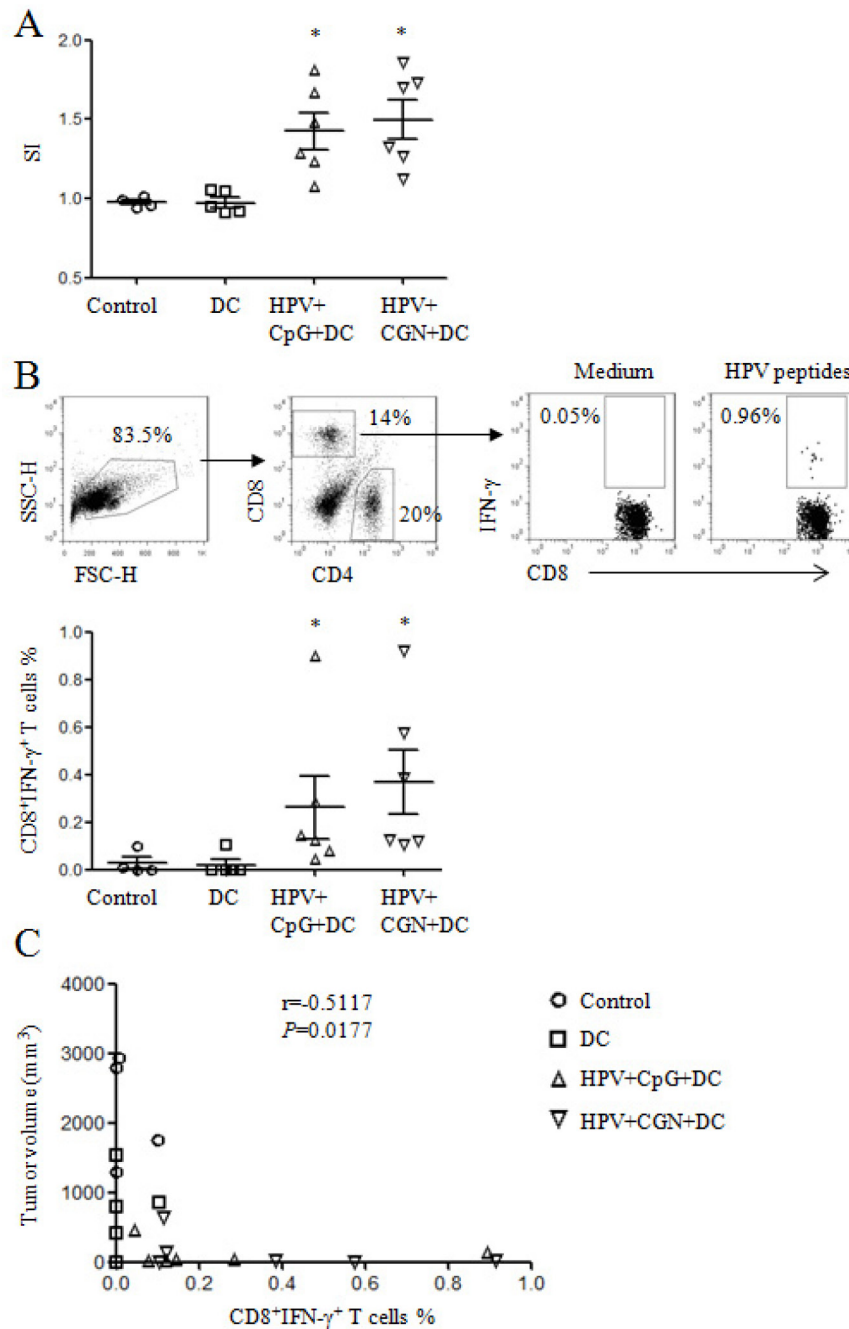 A
* *
2.0
1.5
1.0
0.5
SI
Control DC HPV+ HPV+
CpG+DC CGN+DC
B
Medium HPV peptides
83.5%
14%
20%
0.05%
0.96%
SSC-H
FSC-H
CD8
CD4
IFN-γ
CD8
* *
1.0
0.8
0.6
0.4
0.2
0.0
CD8+IFN-γ+ T cells %
Control DC HPV+ HPV+
CpG+DC CGN+DC
C
4000
3000
2000
1000
0
Tumor volume (mm³)
r=-0.5117
P=0.0177
Control
DC
HPV+CpG+DC
HPV+CGN+DC
0.0 0.2 0.4 0.6 0.8 1.0
CD8+IFN-γ+ T cells %